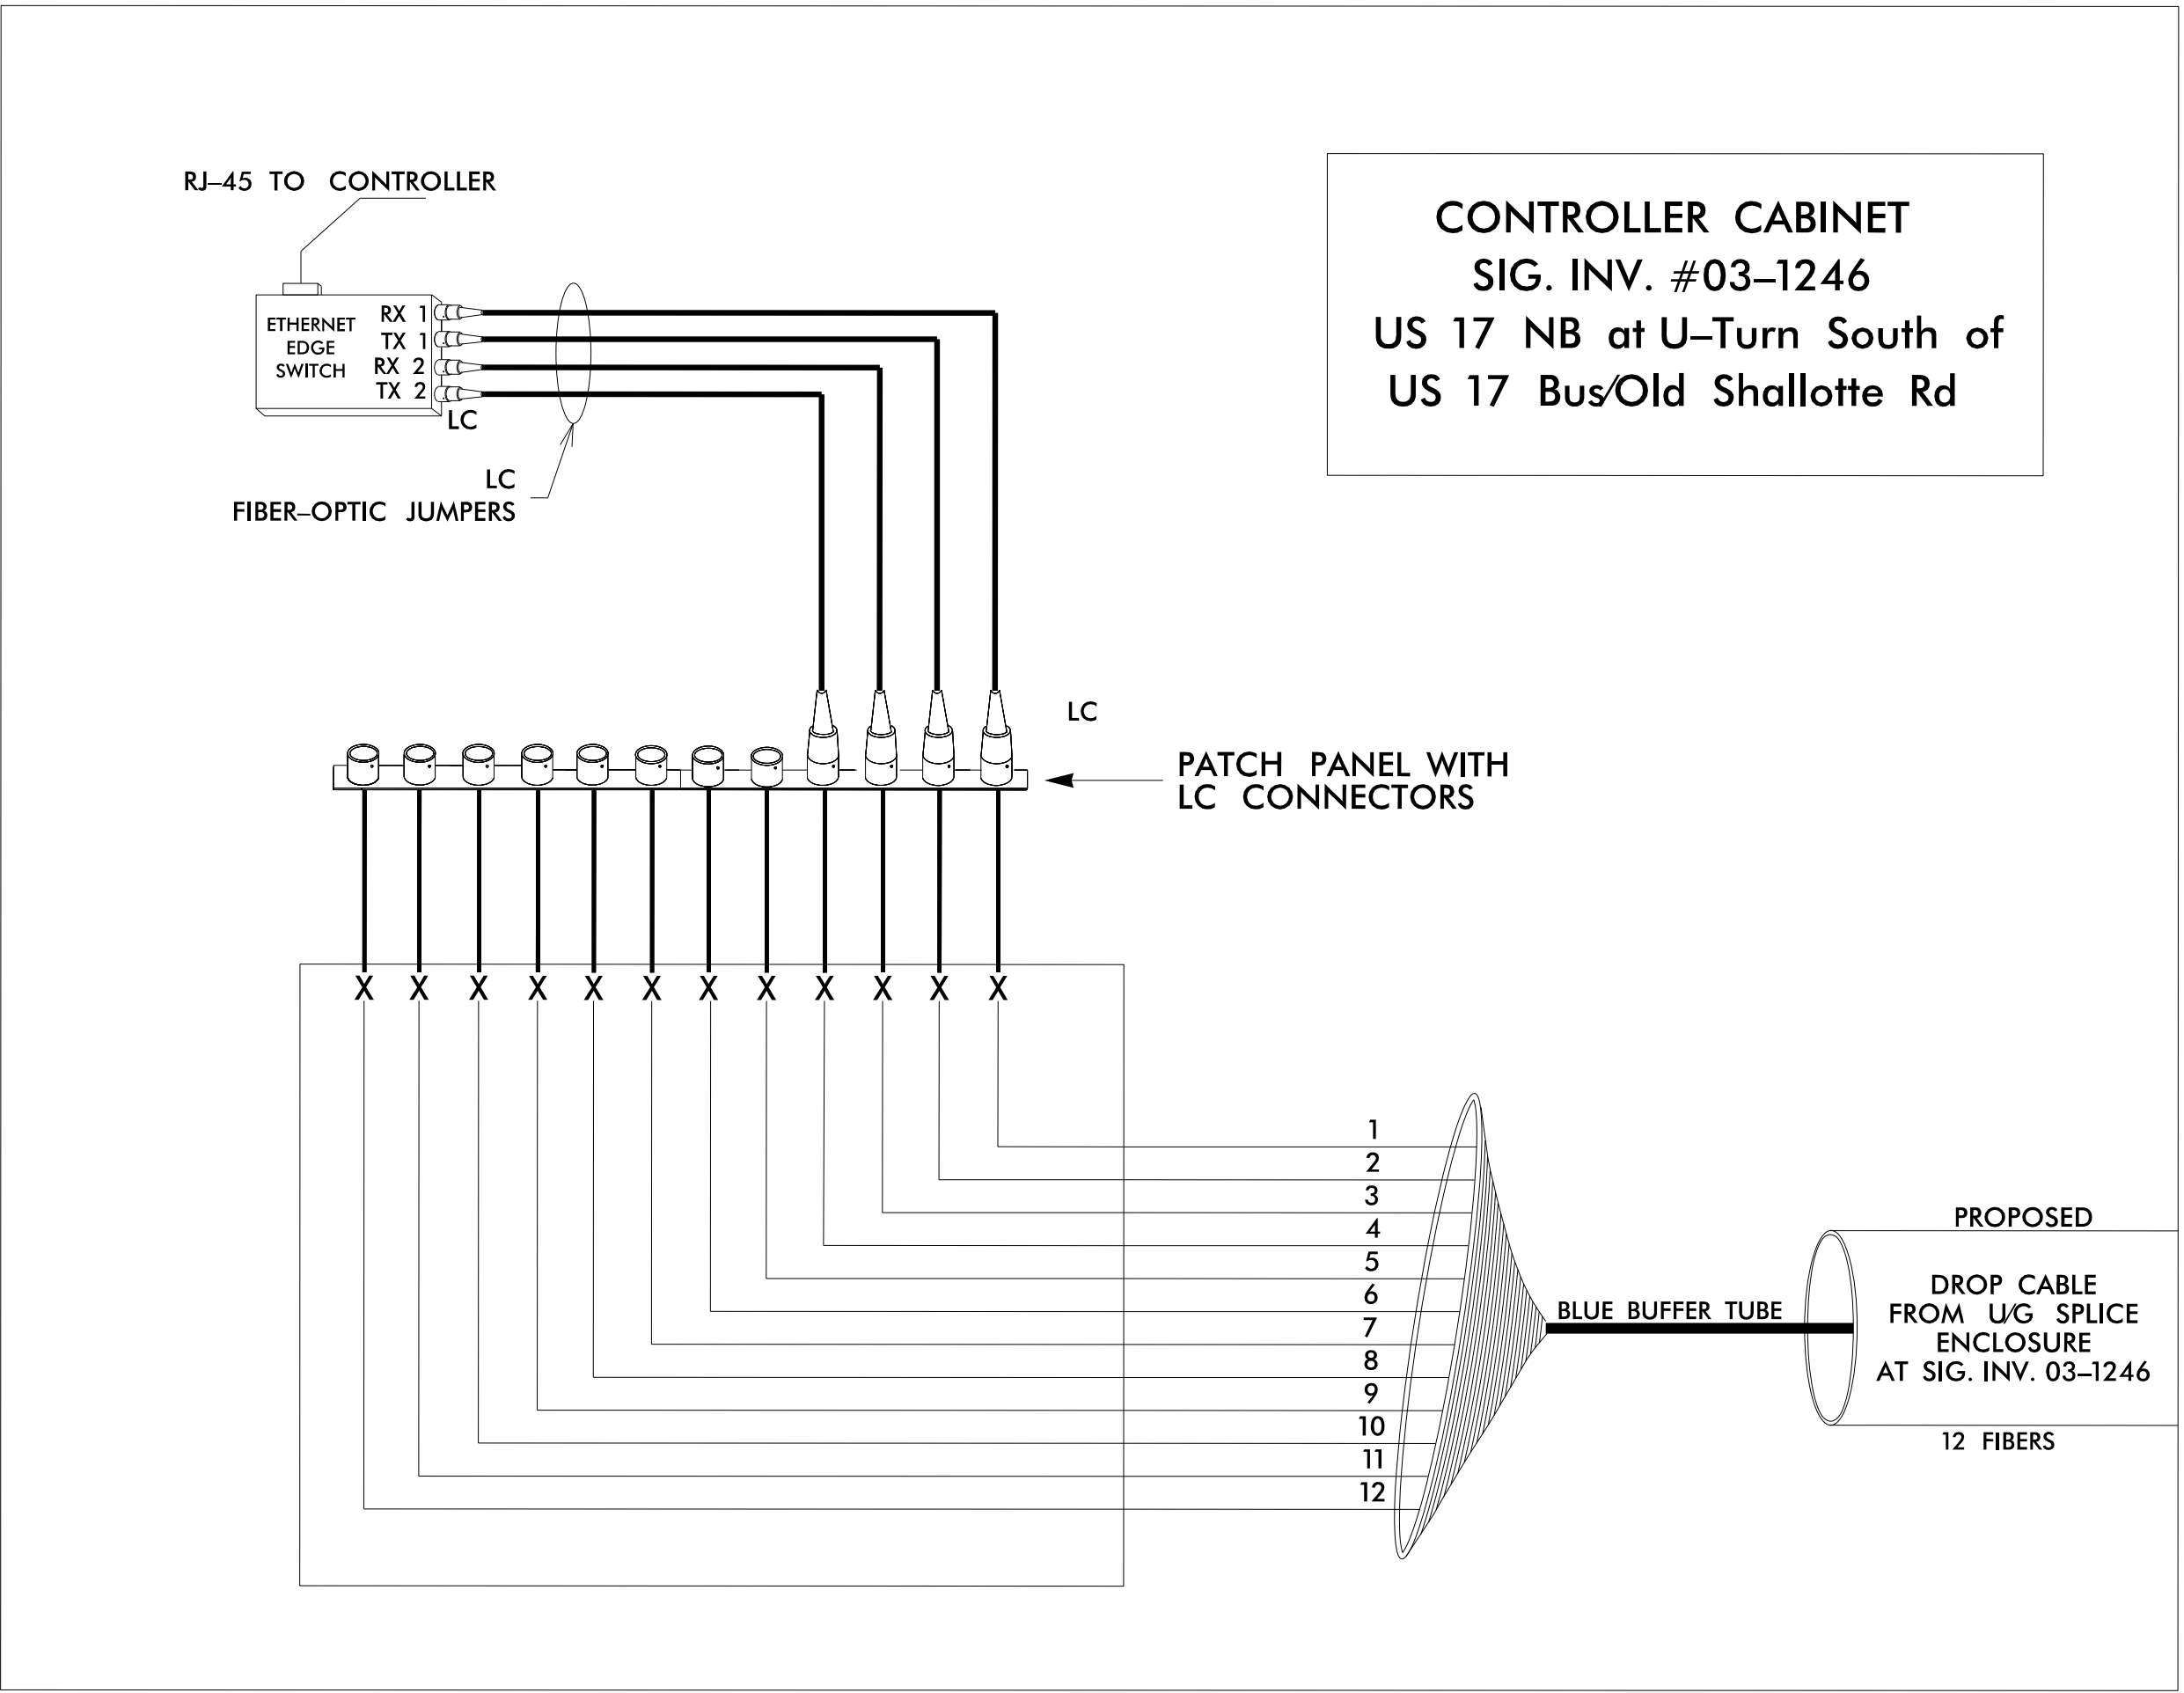 RJ–45 TO CONTROLLER
CONTROLLER CABINET
SIG. INV. #03–1246
US 17 NB at U–Turn South of
US 17 Bus/Old Shallotte Rd
ETHERNET
EDGE
SWITCH
RX 1
TX 1
RX 2
TX 2
LC
LC
FIBER–OPTIC JUMPERS
LC
PATCH PANEL WITH
LC CONNECTORS
X X X X X X X X X X X X
1
2
3
4
5
6
7
8
9
10
11
12
BLUE BUFFER TUBE
PROPOSED
DROP CABLE
FROM U/G SPLICE
ENCLOSURE
AT SIG. INV. 03–1246
12 FIBERS